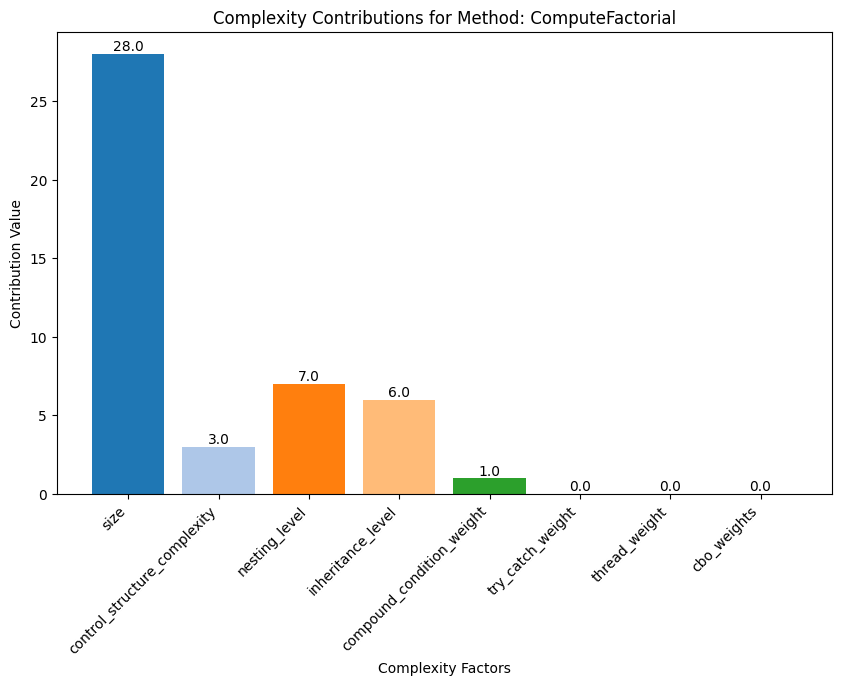 Complexity Contributions for Method: ComputeFactorial
Contribution Value
25
20
15
10
5
0
28.0
3.0
7.0
6.0
1.0
0.0
0.0
0.0
size
control_structure_complexity
nesting_level
inheritance_level
compound_condition_weight
try_catch_weight
thread_weight
cbo_weights
Complexity Factors